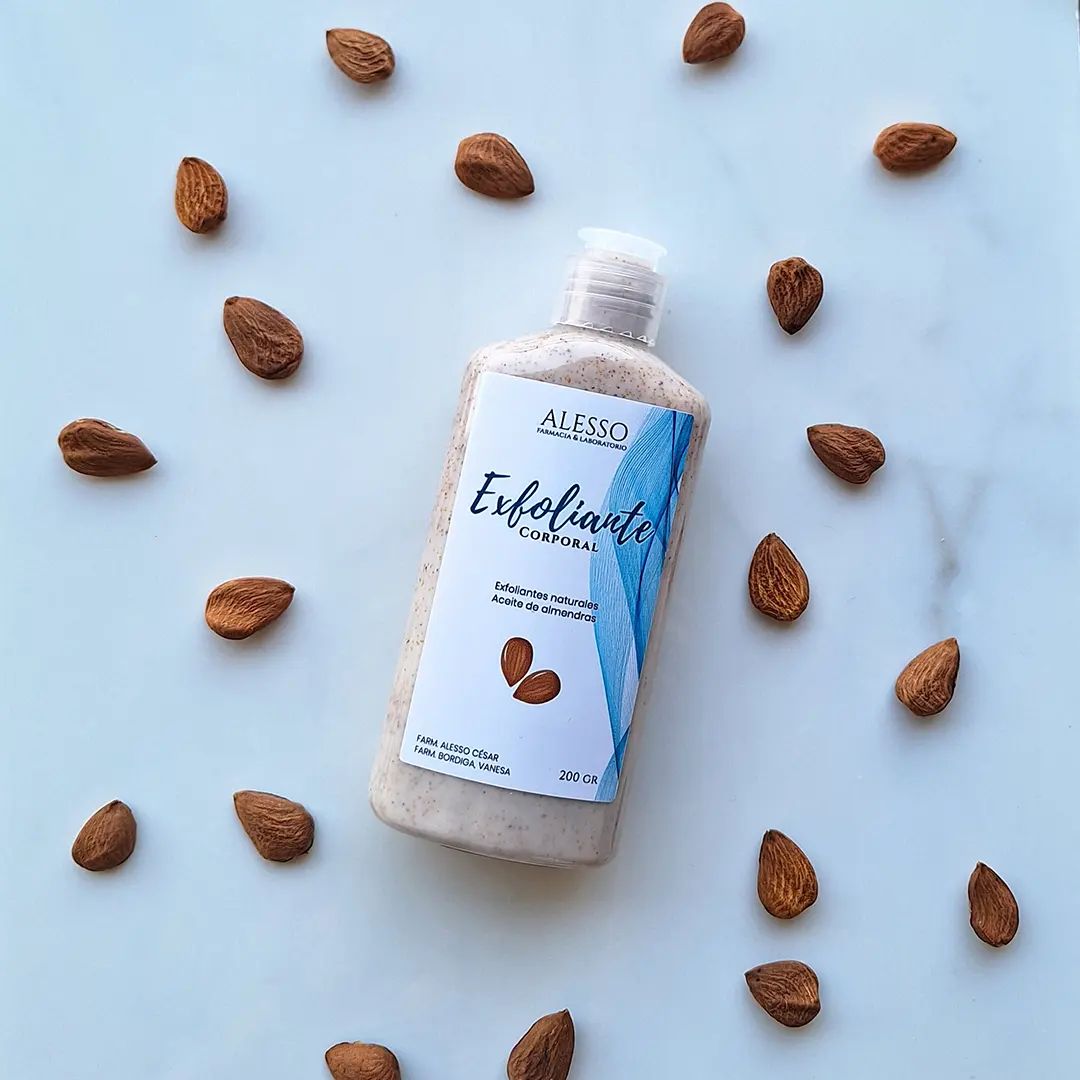 ALESSO
FARMACIA & LABORATORIO
Exfoliante
CORPORAL
Exfoliantes naturales
Aceite de almendras
FARM. ALESSO CÉSAR
FARM. BORDIGA, VANESA
200 GR